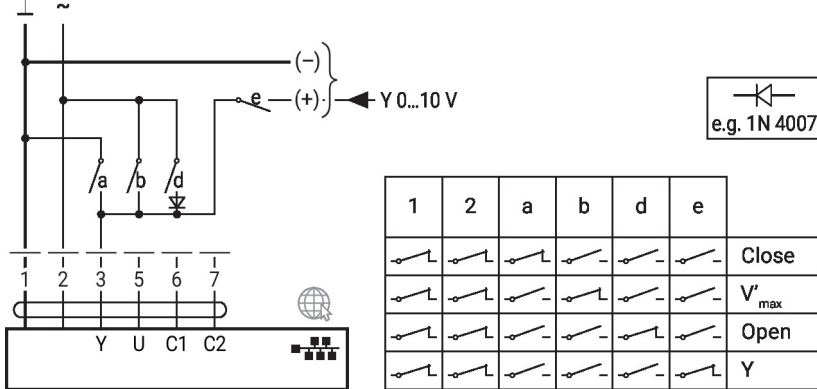 ⊥ ~
(–)
e (+) Y 0...10 V
e.g. 1N 4007
a b d
1 2 a b d e
Close
V'max
Open
Y
1 2 3 5 6 7
Y U C1 C2